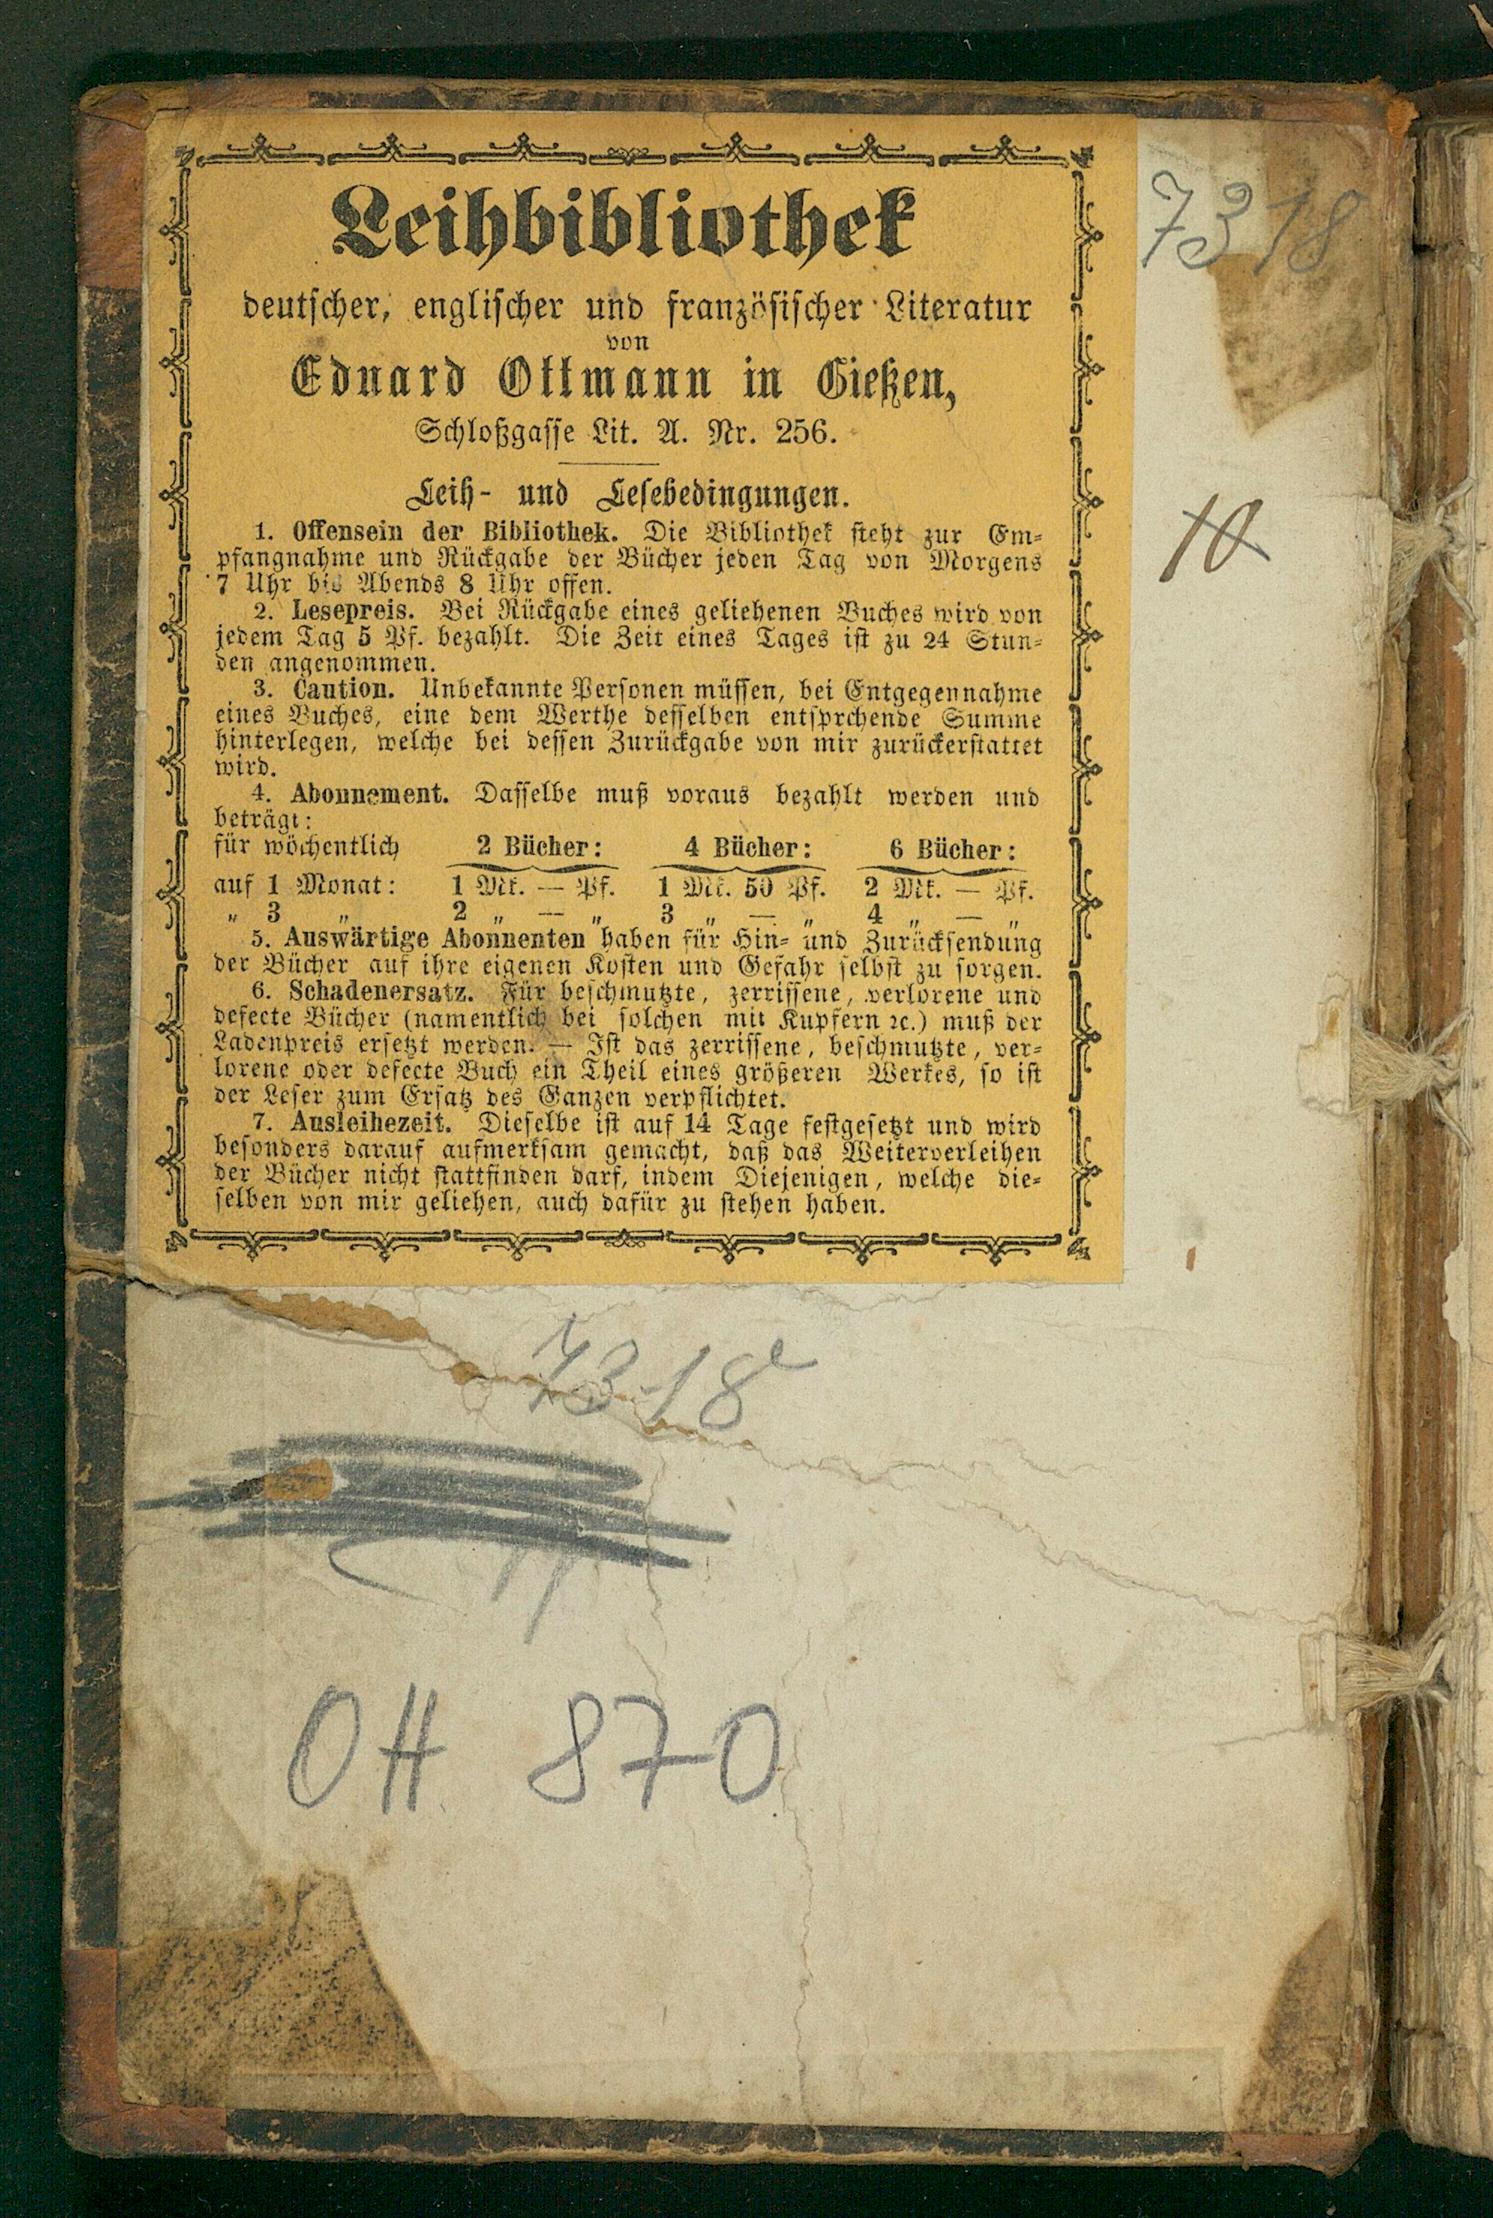 Leihbibliothek
deutscher, englischer und französischer Literatur
von
Eduard Ottmann in Gießen,
Schloßgasse Lit. A. Nr. 256.
Leih- und Lesebedingungen.
1. Offensein der Bibliothek. Die Bibliothek steht zur Em-
pfangnahme und Rückgabe der Bücher jeden Tag von Morgens
7 Uhr bis Abends 8 Uhr offen.
2. Lesepreis. Bei Rückgabe eines geliehenen Buches wird von
jedem Tag 5 Pf. bezahlt. Die Zeit eines Tages ist zu 24 Stun-
den angenommen.
3. Caution. Unbekannte Personen müssen, bei Entgegennahme
eines Buches, eine dem Werthe desselben entsprchende Summe
hinterlegen, welche bei dessen Zurückgabe von mir zurückerstattet
wird.
4. Abonnement. Dasselbe muß voraus bezahlt werden und
beträgt:
für wöchentlich 2 Bücher: 4 Bücher: 6 Bücher:
auf 1 Monat: 1 Mk. — Pf. 1 Mk. 50 Pf. 2 Mk. — Pf.
„ 3 „ 2 „ — „ 3 „ — „ 4 „ — „
5. Auswärtige Abonnenten haben für Hin- und Zurücksendung
der Bücher auf ihre eigenen Kosten und Gefahr selbst zu sorgen.
6. Schadenersatz. Für beschmutzte, zerrissene, verlorene und
defecte Bücher (namentlich bei solchen mit Kupfern ꝛc.) muß der
Ladenpreis ersetzt werden. — Ist das zerrissene, beschmutzte, ver-
lorene oder defecte Buch ein Theil eines größeren Werkes, so ist
der Leser zum Ersatz des Ganzen verpflichtet.
7. Ausleihezeit. Dieselbe ist auf 14 Tage festgesetzt und wird
besonders darauf aufmerksam gemacht, daß das Weiterverleihen
der Bücher nicht stattfinden darf, indem Diejenigen, welche die-
selben von mir geliehen, auch dafür zu stehen haben.
7318
10
7318e
OH 870